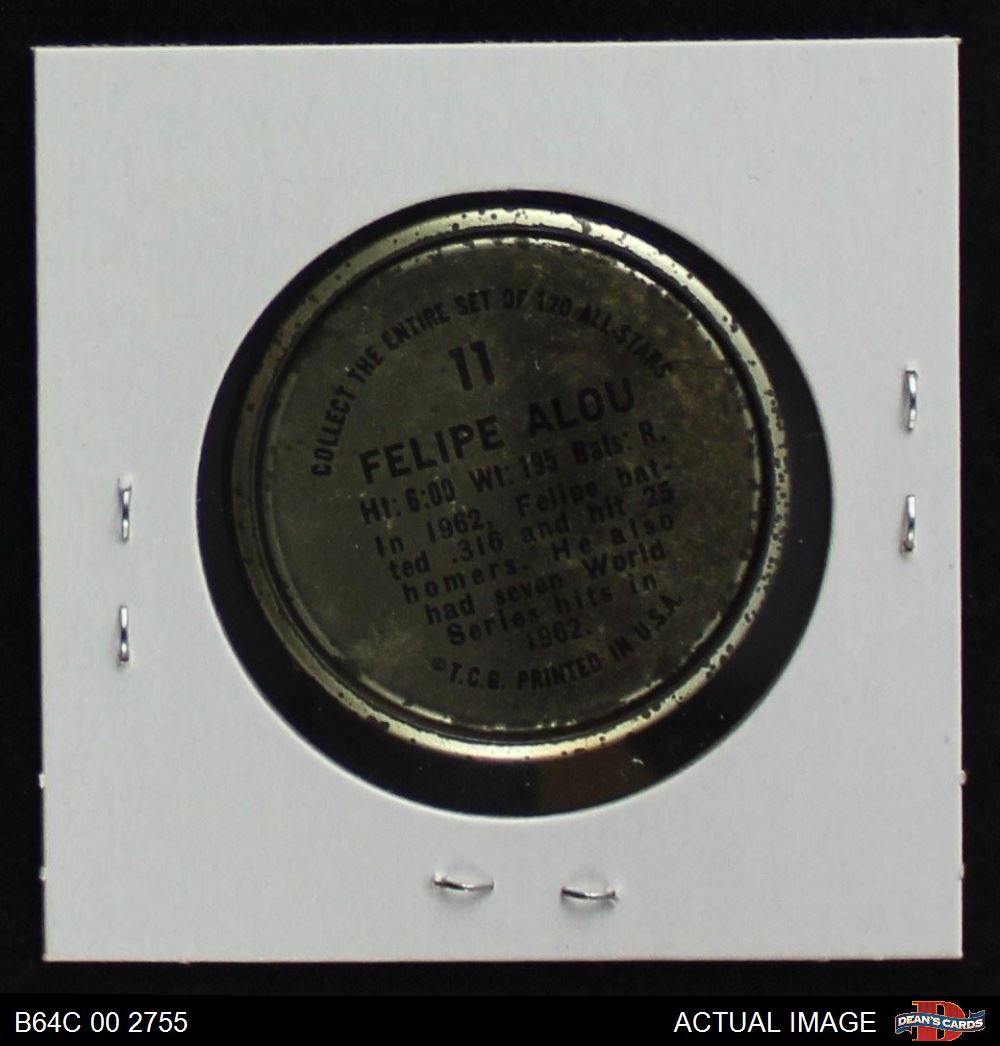 COLLECT THE ENTIRE SET OF 120 ALL-STARS
11
FELIPE ALOU
Ht: 6:00 Wt: 195 Bats: R.
In 1962, Felipe bat-
ted .316 and hit 25
homers. He also
had seven World
Series hits in
1962.
©T.C.G. PRINTED IN U.S.A.
B64C 00 2755
ACTUAL IMAGE
DEAN'S CARDS